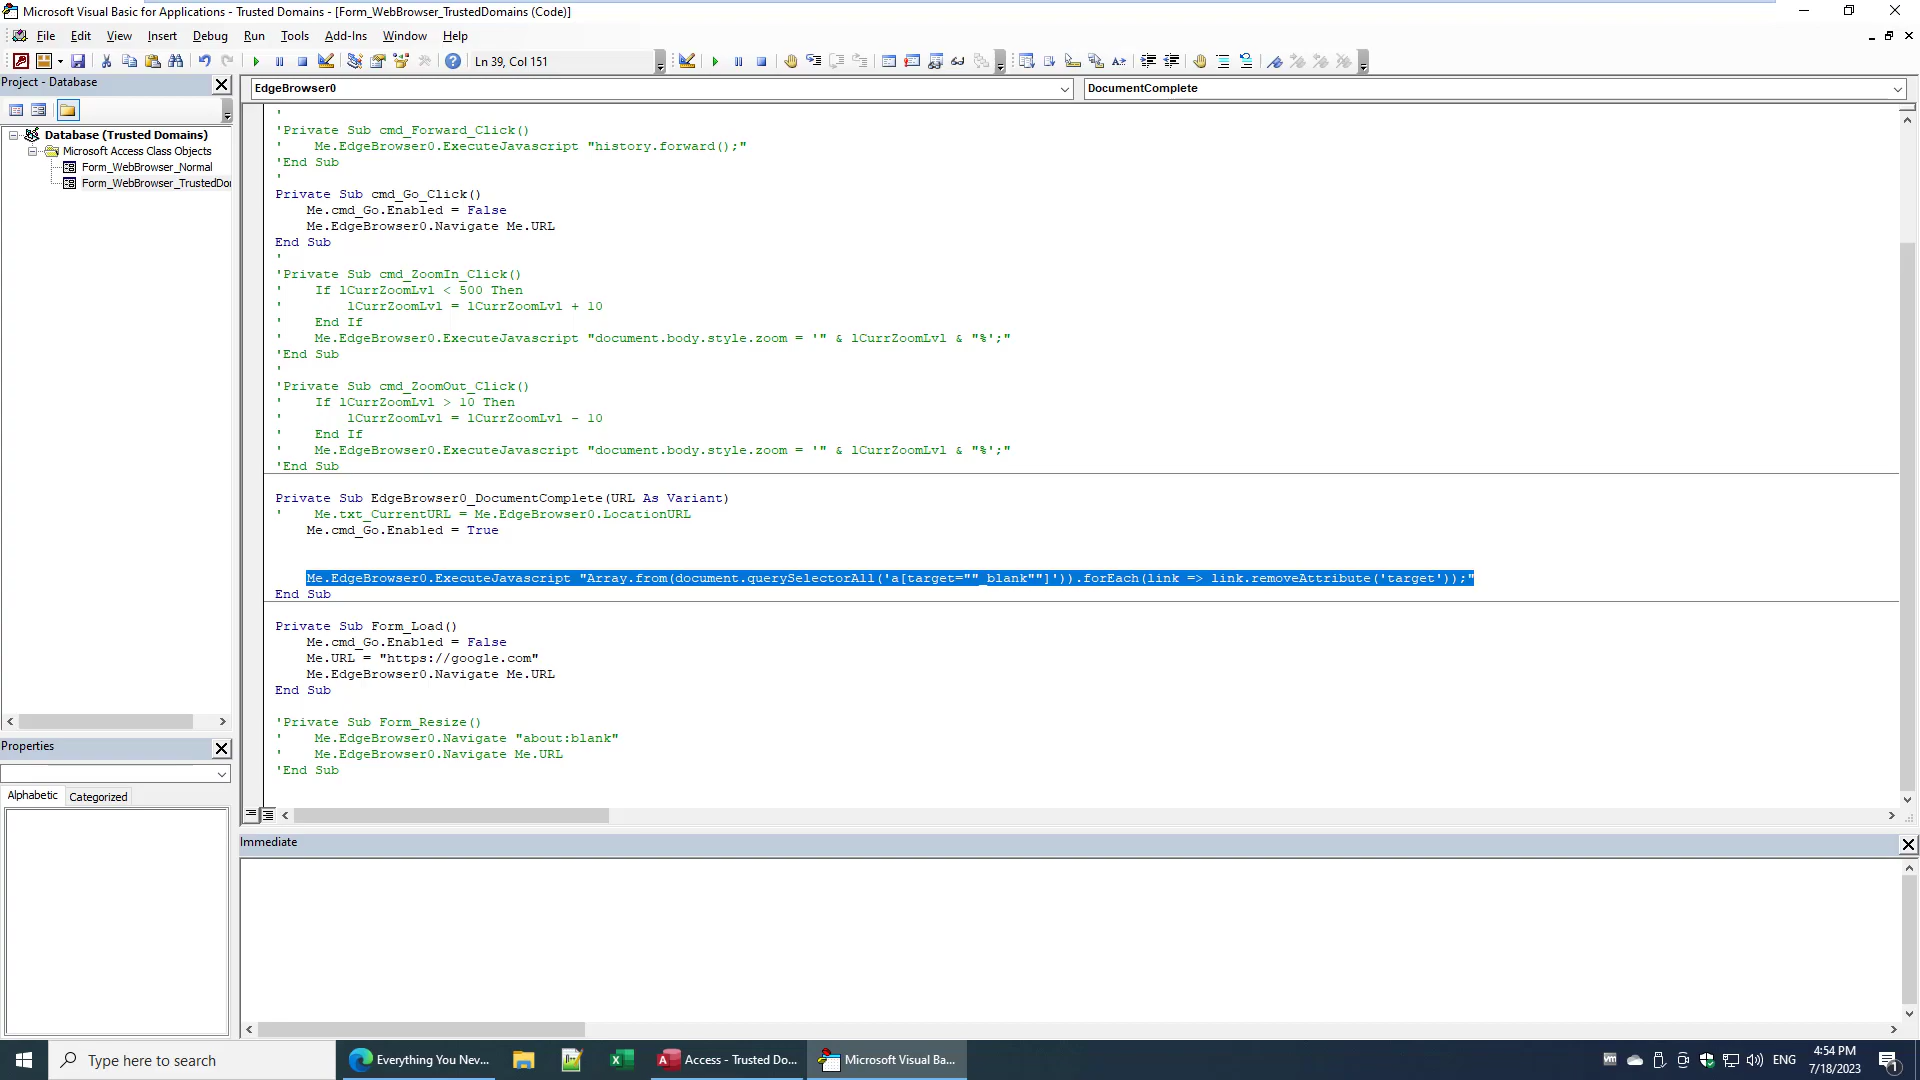 Microsoft Visual Basic for Applications - Trusted Domains - [Form_WebBrowser_TrustedDomains (Code)]
File Edit View Insert Debug Run Tools Add-Ins Window Help
Ln 39, Col 151
Project - Database
EdgeBrowser0
DocumentComplete
Database (Trusted Domains)
Microsoft Access Class Objects
Form_WebBrowser_Normal
Form_WebBrowser_TrustedDo
'
'Private Sub cmd_Forward_Click()
'    Me.EdgeBrowser0.ExecuteJavascript "history.forward();"
'End Sub
'
Private Sub cmd_Go_Click()
    Me.cmd_Go.Enabled = False
    Me.EdgeBrowser0.Navigate Me.URL
End Sub
'
'Private Sub cmd_ZoomIn_Click()
'    If lCurrZoomLvl < 500 Then
'        lCurrZoomLvl = lCurrZoomLvl + 10
'    End If
'    Me.EdgeBrowser0.ExecuteJavascript "document.body.style.zoom = '" & lCurrZoomLvl & "%';"
'End Sub
'
'Private Sub cmd_ZoomOut_Click()
'    If lCurrZoomLvl > 10 Then
'        lCurrZoomLvl = lCurrZoomLvl - 10
'    End If
'    Me.EdgeBrowser0.ExecuteJavascript "document.body.style.zoom = '" & lCurrZoomLvl & "%';"
'End Sub
Private Sub EdgeBrowser0_DocumentComplete(URL As Variant)
'    Me.txt_CurrentURL = Me.EdgeBrowser0.LocationURL
    Me.cmd_Go.Enabled = True
    Me.EdgeBrowser0.ExecuteJavascript "Array.from(document.querySelectorAll('a[target=""_blank""]')).forEach(link => link.removeAttribute('target'));"
End Sub
Private Sub Form_Load()
    Me.cmd_Go.Enabled = False
    Me.URL = "https://google.com"
    Me.EdgeBrowser0.Navigate Me.URL
End Sub
'Private Sub Form_Resize()
'    Me.EdgeBrowser0.Navigate "about:blank"
'    Me.EdgeBrowser0.Navigate Me.URL
'End Sub
Properties
Alphabetic Categorized
Immediate
Type here to search
Everything You Nev...
Access - Trusted Do...
Microsoft Visual Ba...
ENG
4:54 PM
7/18/2023
1